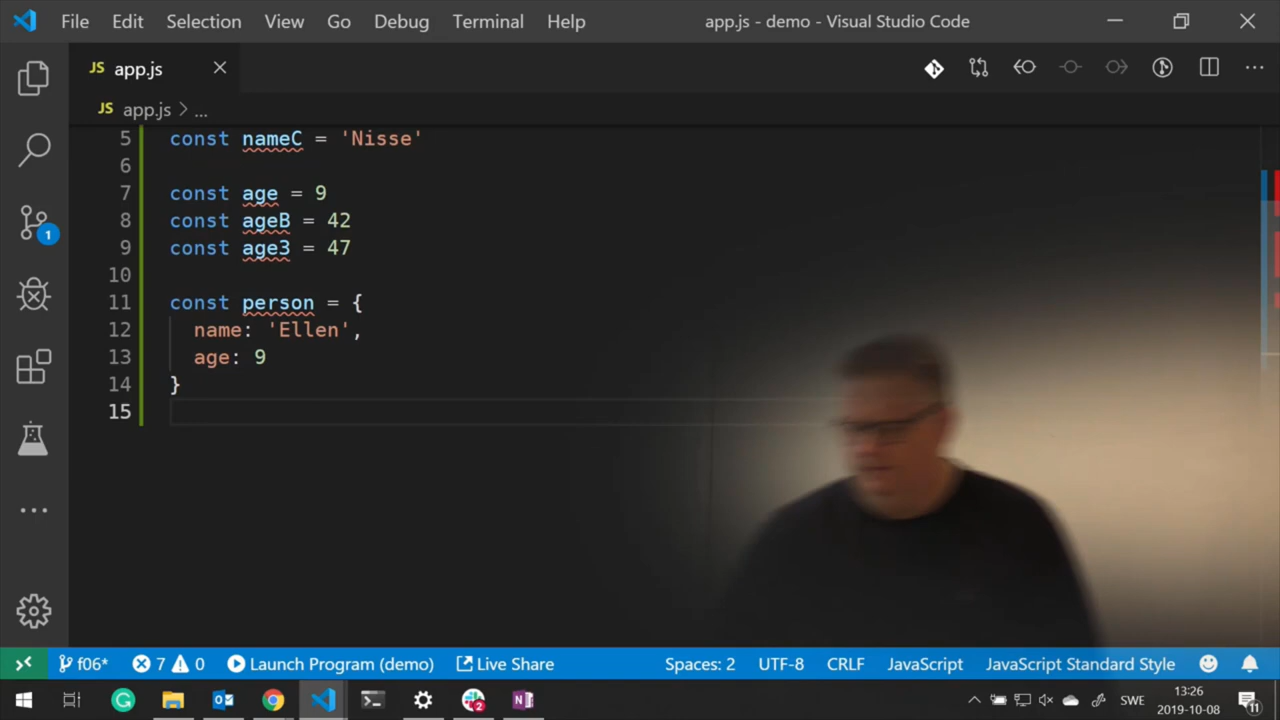 File Edit Selection View Go Debug Terminal Help app.js - demo - Visual Studio Code
JS app.js
JS app.js > ...
5 const nameC = 'Nisse'
6
7 const age = 9
8 const ageB = 42
9 const age3 = 47
10
11 const person = {
12 name: 'Ellen',
13 age: 9
14 }
15
1
f06* 7 0 Launch Program (demo) Live Share Spaces: 2 UTF-8 CRLF JavaScript JavaScript Standard Style
2 SWE 13:26 11
2019-10-08